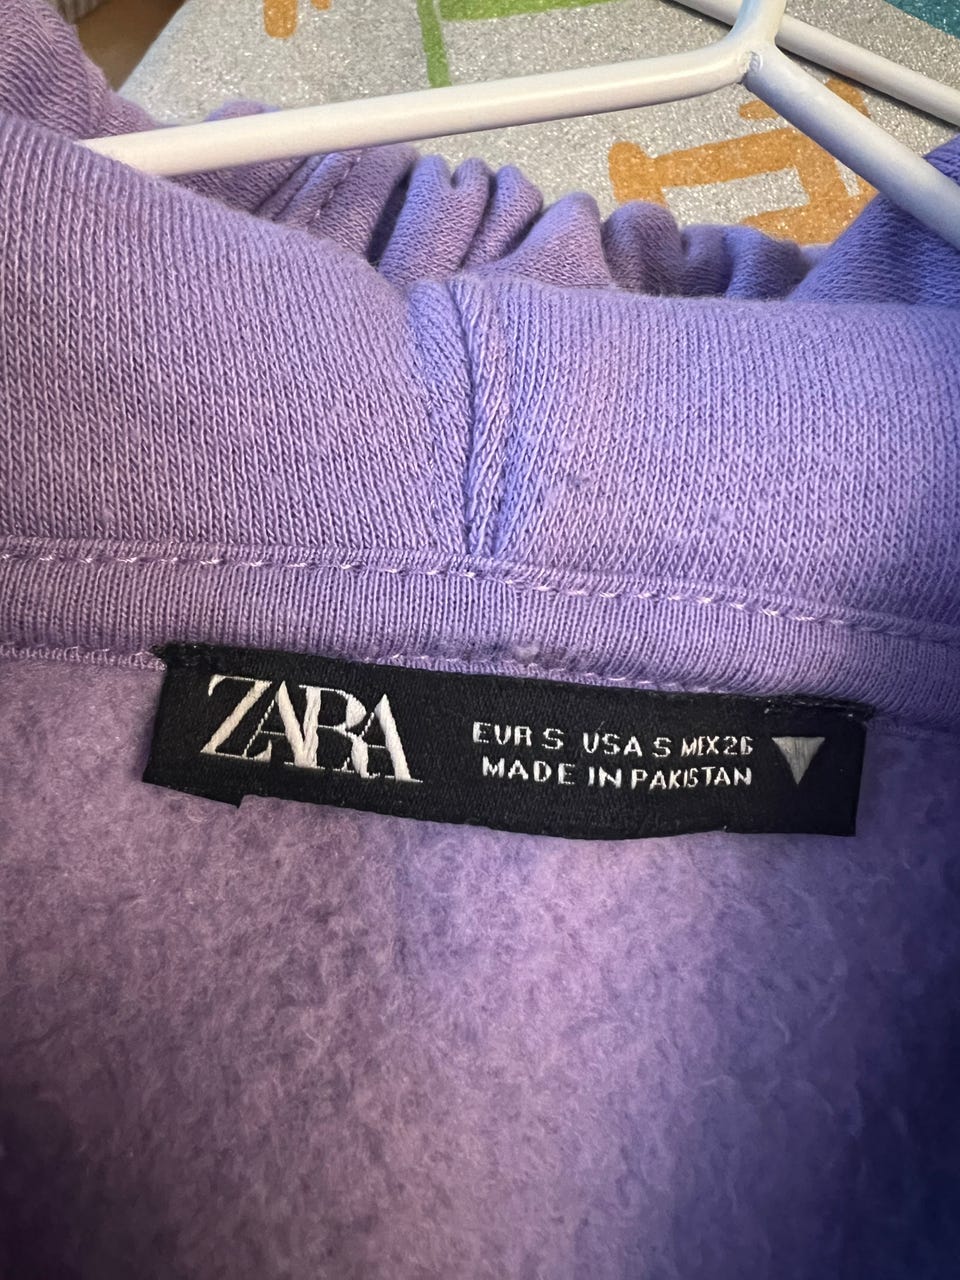 ZARA
EUR S USA S MEX 26
MADE IN PAKISTAN